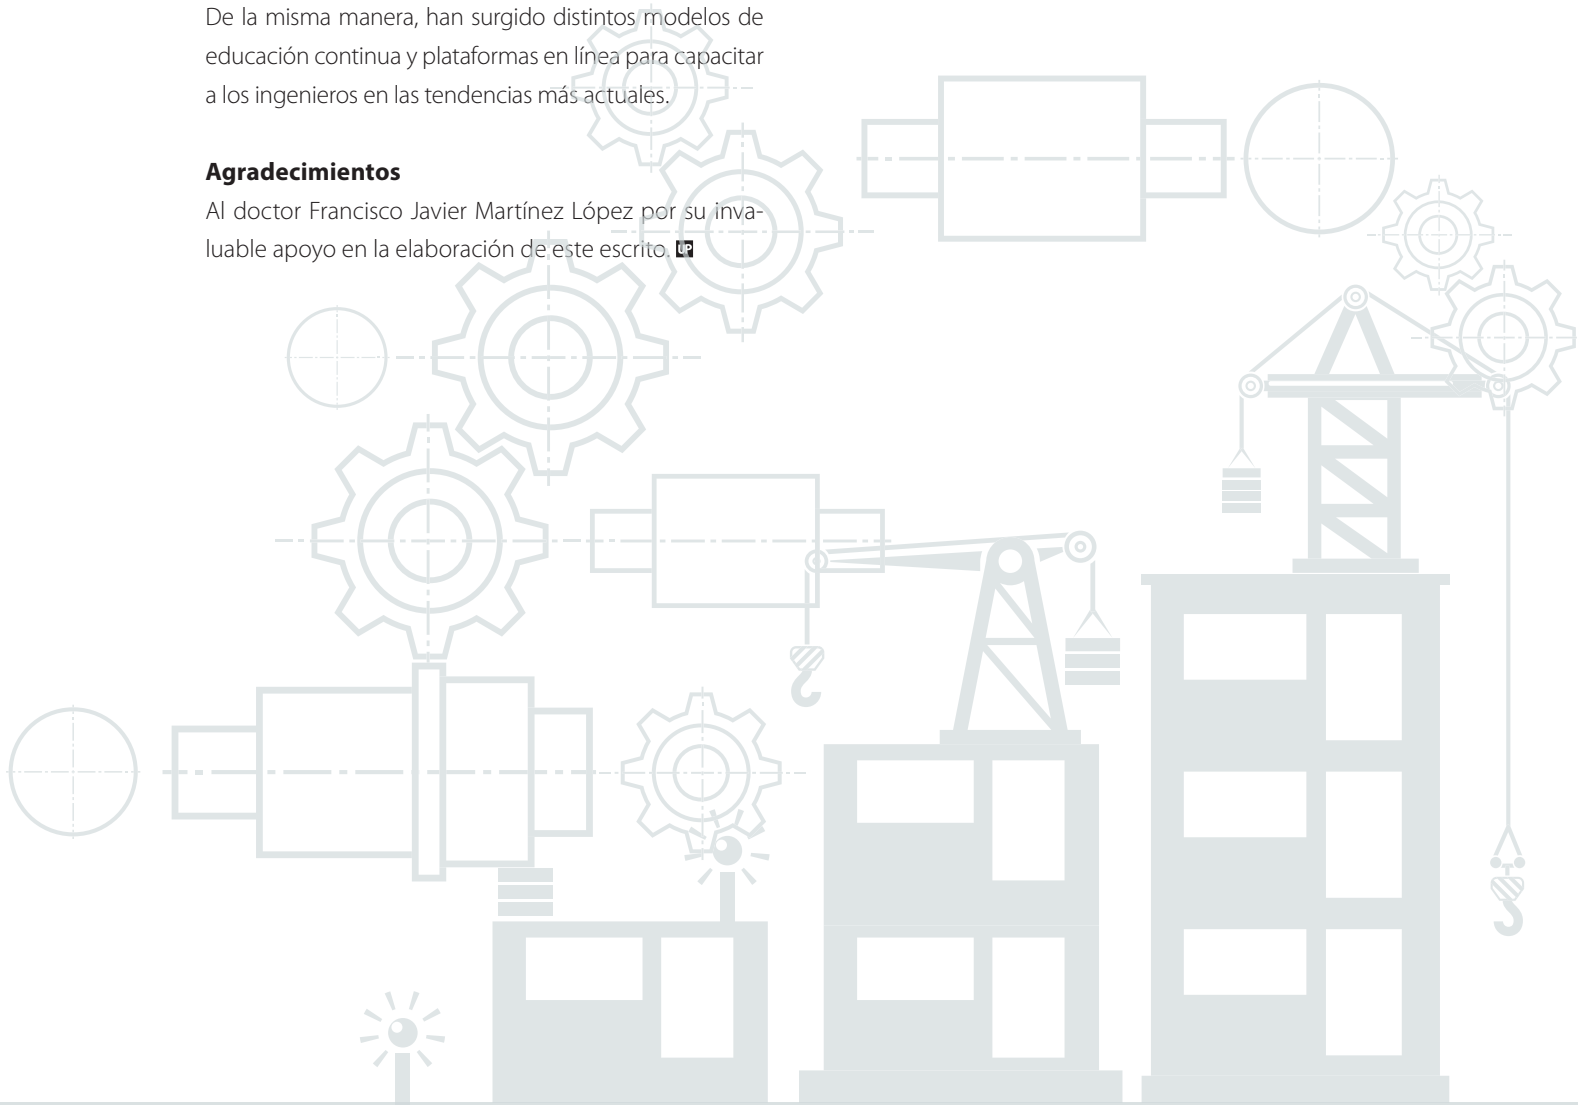 De la misma manera, han surgido distintos modelos de
educación continua y plataformas en línea para capacitar
a los ingenieros en las tendencias más actuales.
Agradecimientos
Al doctor Francisco Javier Martínez López por su inva-
luable apoyo en la elaboración de este escrito. UP